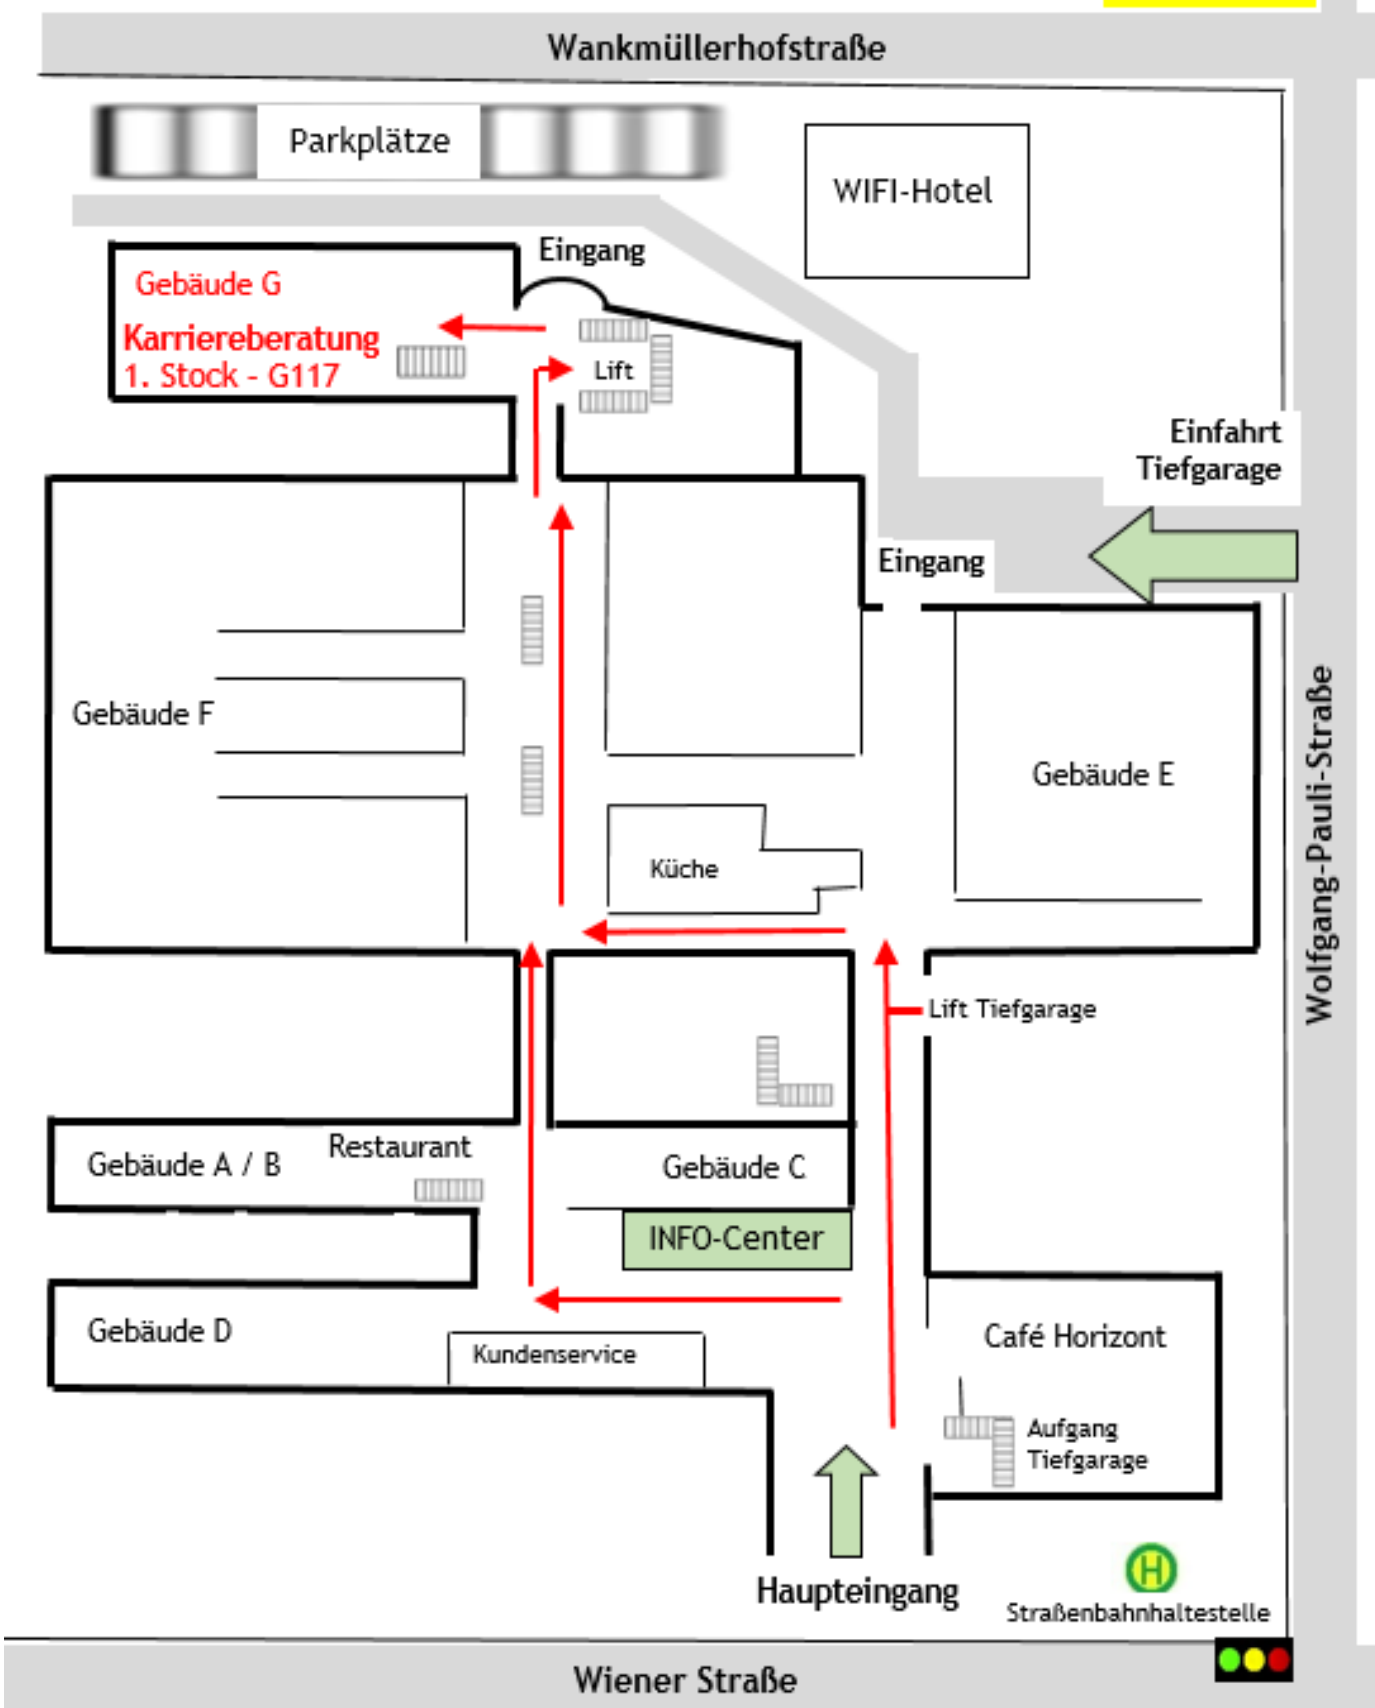 Wankmüllerhofstraße
Parkplätze
WIFI-Hotel
Eingang
Gebäude G
Karriereberatung
1. Stock - G117
Lift
Einfahrt
Tiefgarage
Eingang
Gebäude F
Gebäude E
Wolfgang-Pauli-Straße
Küche
Lift Tiefgarage
Restaurant
Gebäude A / B
Gebäude C
INFO-Center
Gebäude D
Kundenservice
Café Horizont
Aufgang
Tiefgarage
Haupteingang
H
Straßenbahnhaltestelle
Wiener Straße